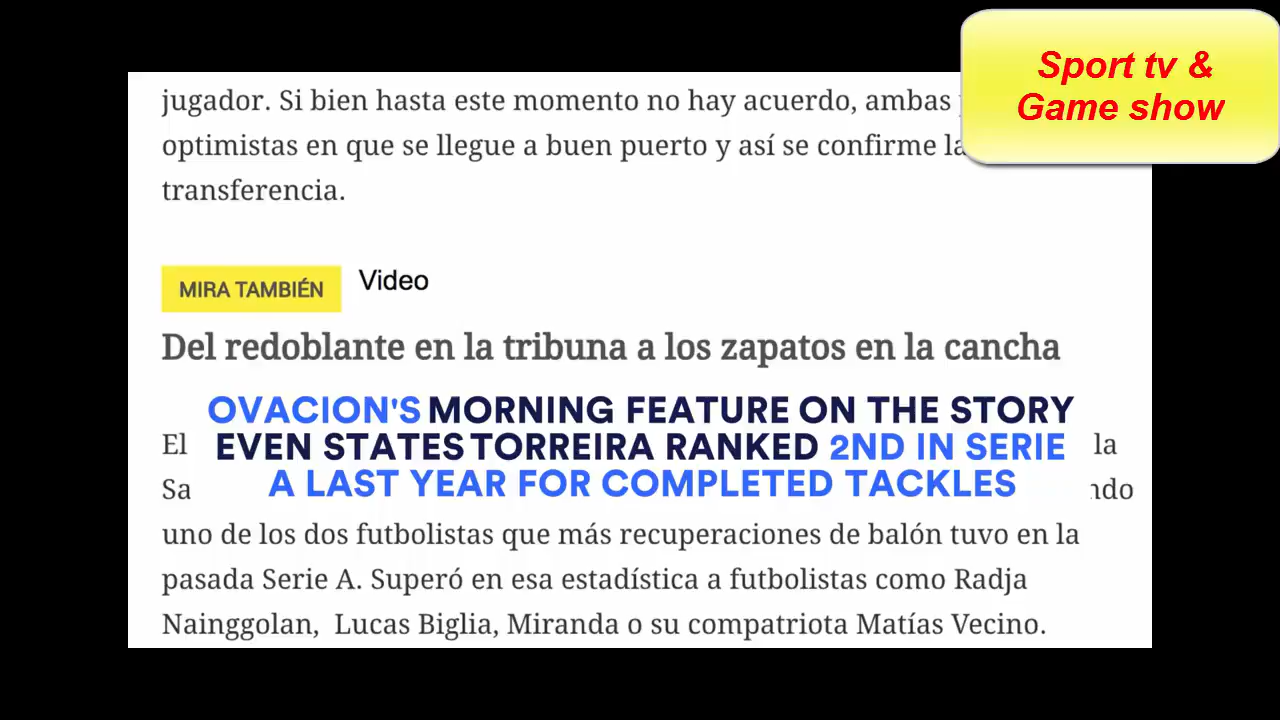 Sport tv &
Game show
jugador. Si bien hasta este momento no hay acuerdo, ambas
optimistas en que se llegue a buen puerto y así se confirme la
transferencia.
MIRA TAMBIÉN Video
Del redoblante en la tribuna a los zapatos en la cancha
OVACION'S MORNING FEATURE ON THE STORY
EVEN STATES TORREIRA RANKED 2ND IN SERIE
A LAST YEAR FOR COMPLETED TACKLES
El la
Sa ndo
uno de los dos futbolistas que más recuperaciones de balón tuvo en la
pasada Serie A. Superó en esa estadística a futbolistas como Radja
Nainggolan, Lucas Biglia, Miranda o su compatriota Matías Vecino.